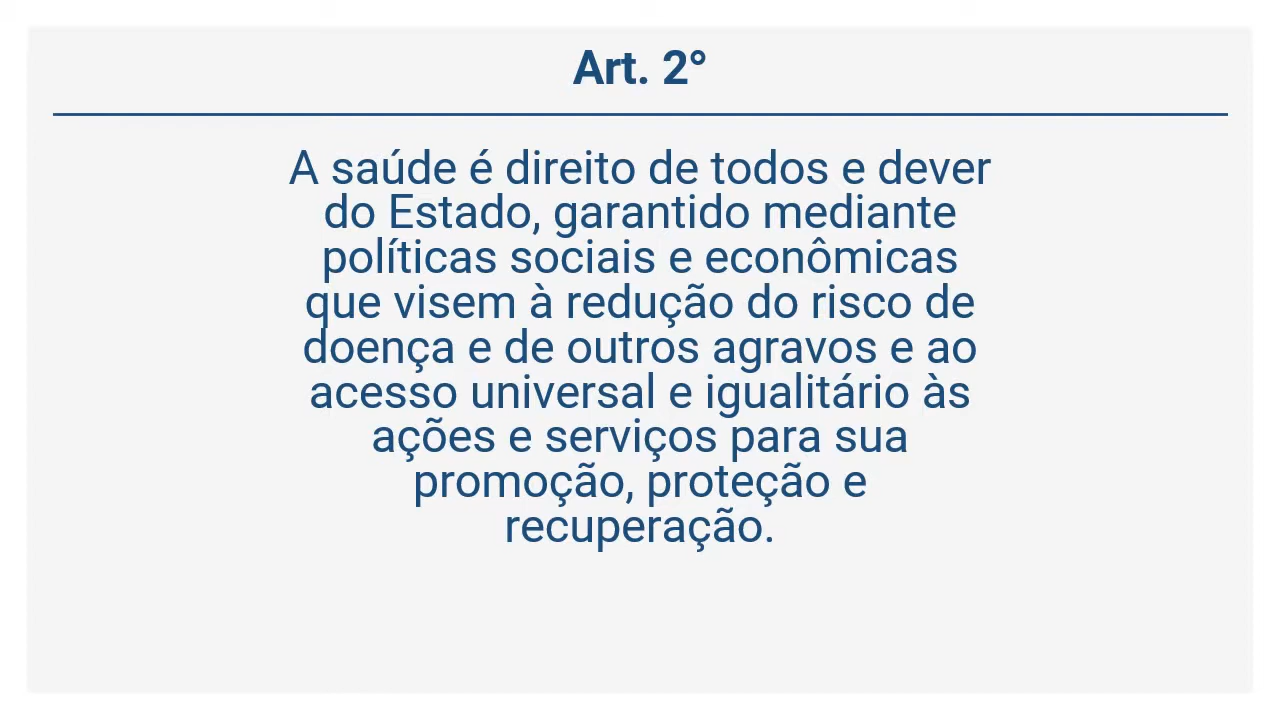 Art. 2°
A saúde é direito de todos e dever
do Estado, garantido mediante
políticas sociais e econômicas
que visem à redução do risco de
doença e de outros agravos e ao
acesso universal e igualitário às
ações e serviços para sua
promoção, proteção e
recuperação.